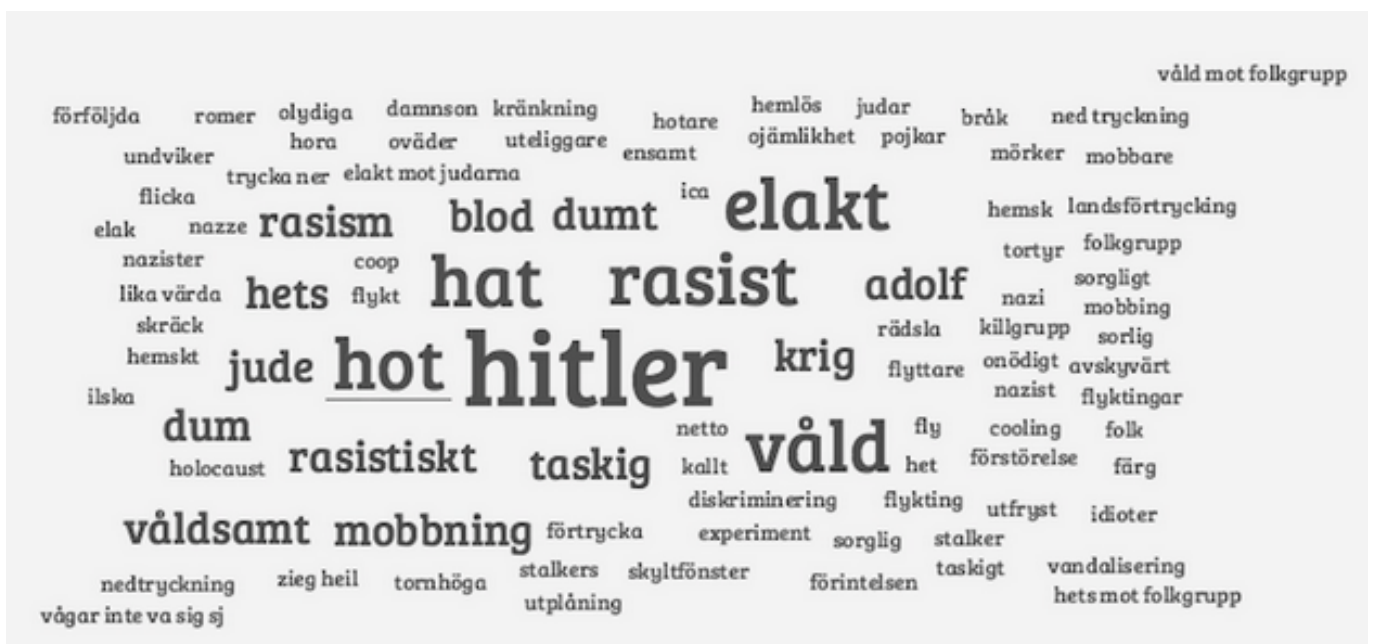 våld mot folkgrupp
förföljda romer olydiga damnson kränkning hotare hemlös judar bråk ned tryckning
hora oväder uteliggare ensamt ojämlikhet pojkar mörker mobbare
undviker trycka ner elakt mot judarna
flicka ica elakt hemsk landsförtrycking
elak nazze rasism blod dumt tortyr folkgrupp
nazister coop sorgligt
lika värda hets flykt hat rasist adolf nazi mobbing
skräck rädsla killgrupp sorlig
hemskt jude hot hitler krig flyttare onödigt avskyvärt
ilska nazist flyktingar
dum netto våld fly cooling folk
holocaust rasistiskt taskig kallt het förstörelse färg
diskriminering flykting utfryst idioter
våldsamt mobbning förtrycka experiment sorglig stalker
nedtryckning zieg heil tornhöga stalkers skyltfönster förintelsen taskigt vandalisering
utplåning hets mot folkgrupp
vågar inte va sig sj